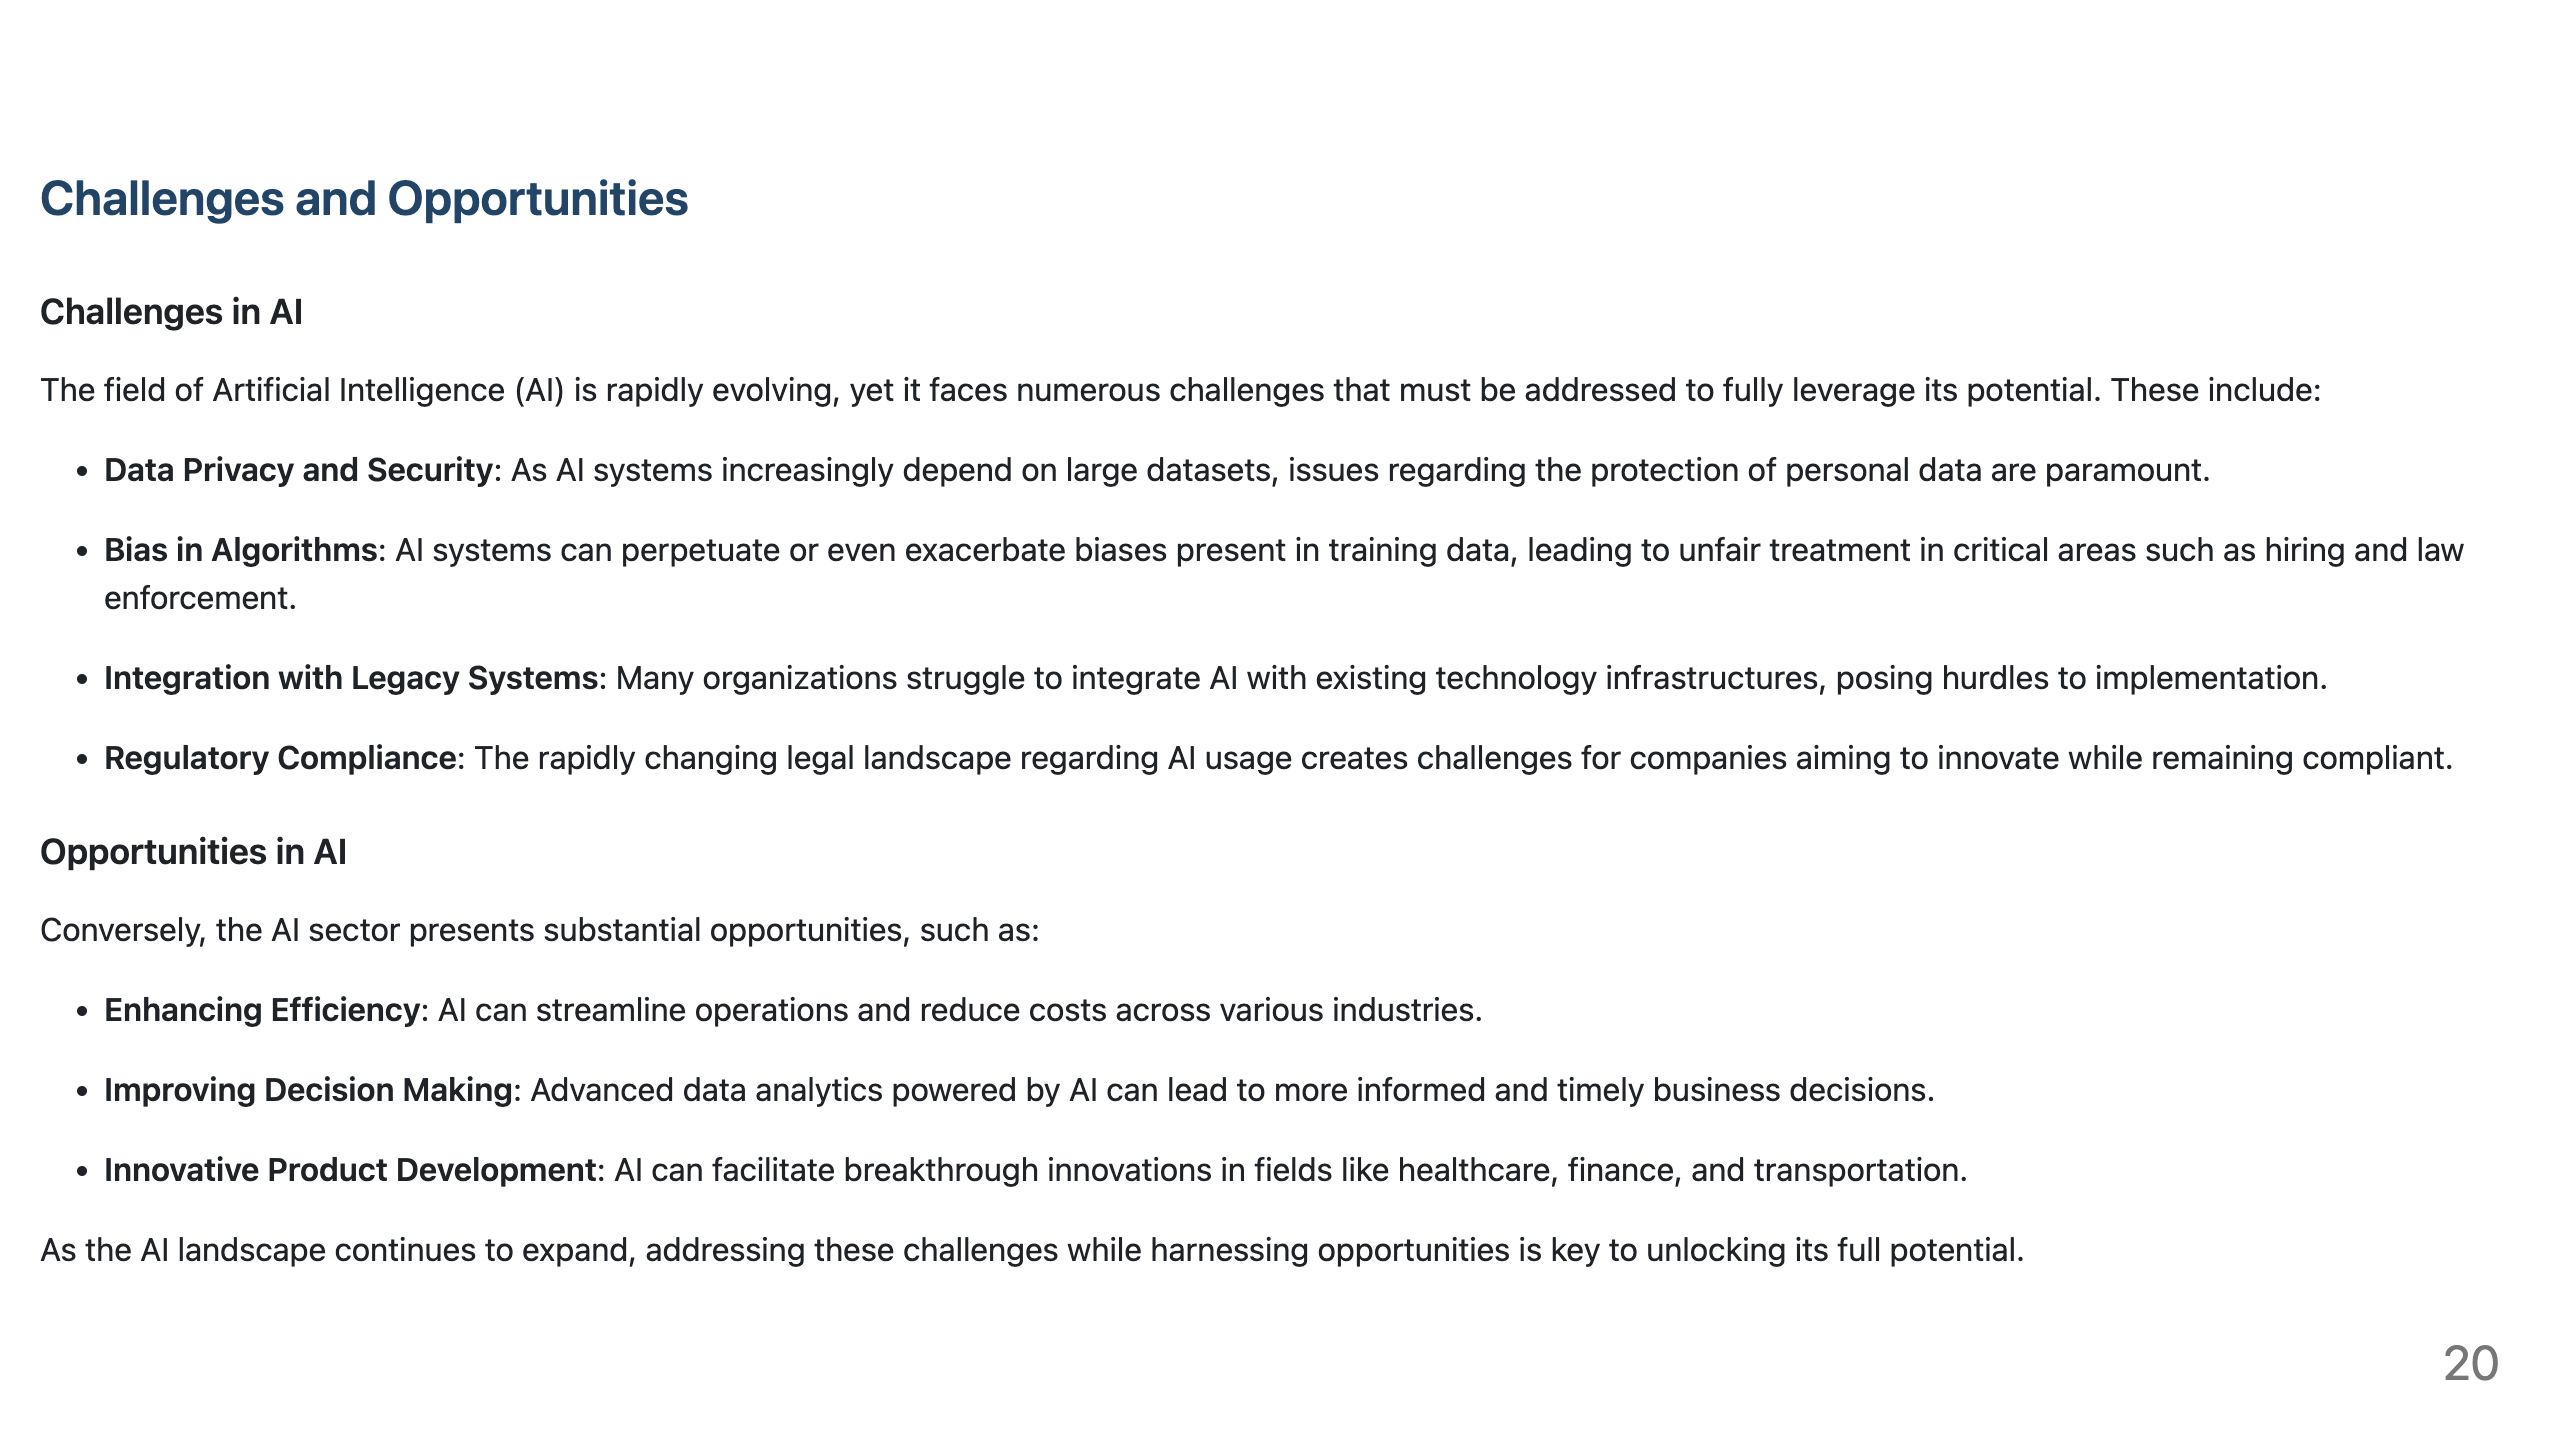 Challenges and Opportunities
Challenges in AI
The field of Artificial Intelligence (AI) is rapidly evolving, yet it faces numerous challenges that must be addressed to fully leverage its potential. These include:
• Data Privacy and Security: As AI systems increasingly depend on large datasets, issues regarding the protection of personal data are paramount.
• Bias in Algorithms: AI systems can perpetuate or even exacerbate biases present in training data, leading to unfair treatment in critical areas such as hiring and law
enforcement.
• Integration with Legacy Systems: Many organizations struggle to integrate AI with existing technology infrastructures, posing hurdles to implementation.
• Regulatory Compliance: The rapidly changing legal landscape regarding AI usage creates challenges for companies aiming to innovate while remaining compliant.
Opportunities in AI
Conversely, the AI sector presents substantial opportunities, such as:
• Enhancing Efficiency: AI can streamline operations and reduce costs across various industries.
• Improving Decision Making: Advanced data analytics powered by AI can lead to more informed and timely business decisions.
• Innovative Product Development: AI can facilitate breakthrough innovations in fields like healthcare, finance, and transportation.
As the AI landscape continues to expand, addressing these challenges while harnessing opportunities is key to unlocking its full potential.
20